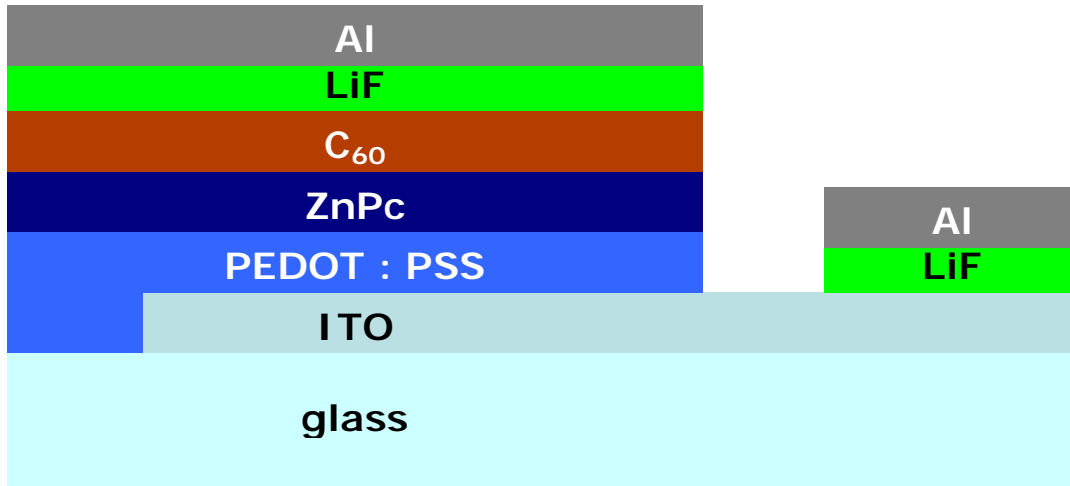 Al
LiF
C₆₀
ZnPc
PEDOT : PSS
ITO
glass
Al
LiF